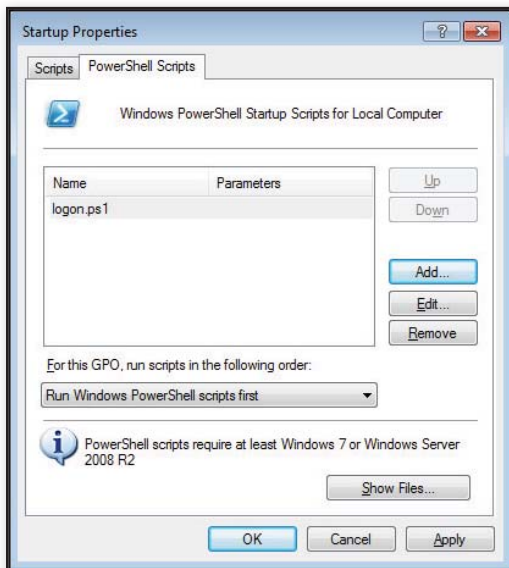 Startup Properties
Scripts
PowerShell Scripts
Windows PowerShell Startup Scripts for Local Computer
Name
Parameters
logon.ps1
Up
Down
Add...
Edit...
Remove
For this GPO, run scripts in the following order:
Run Windows PowerShell scripts first
PowerShell scripts require at least Windows 7 or Windows Server
2008 R2
Show Files...
OK
Cancel
Apply